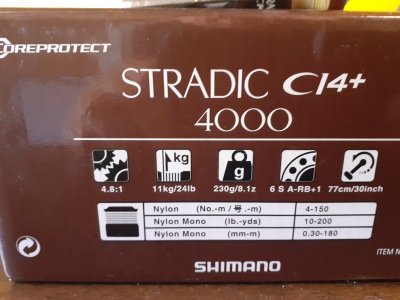 COREPROTECT
STRADIC CI4+
4000
kg
g
4.8:1
11kg/24lb
230g/8.1z
6 S A-RB+1
77cm/30inch
Nylon (No.-m / 号.-m) 4-150
Nylon Mono (lb.-yds) 10-200
Nylon Mono (mm-m) 0.30-180
SHIMANO
ITEM N